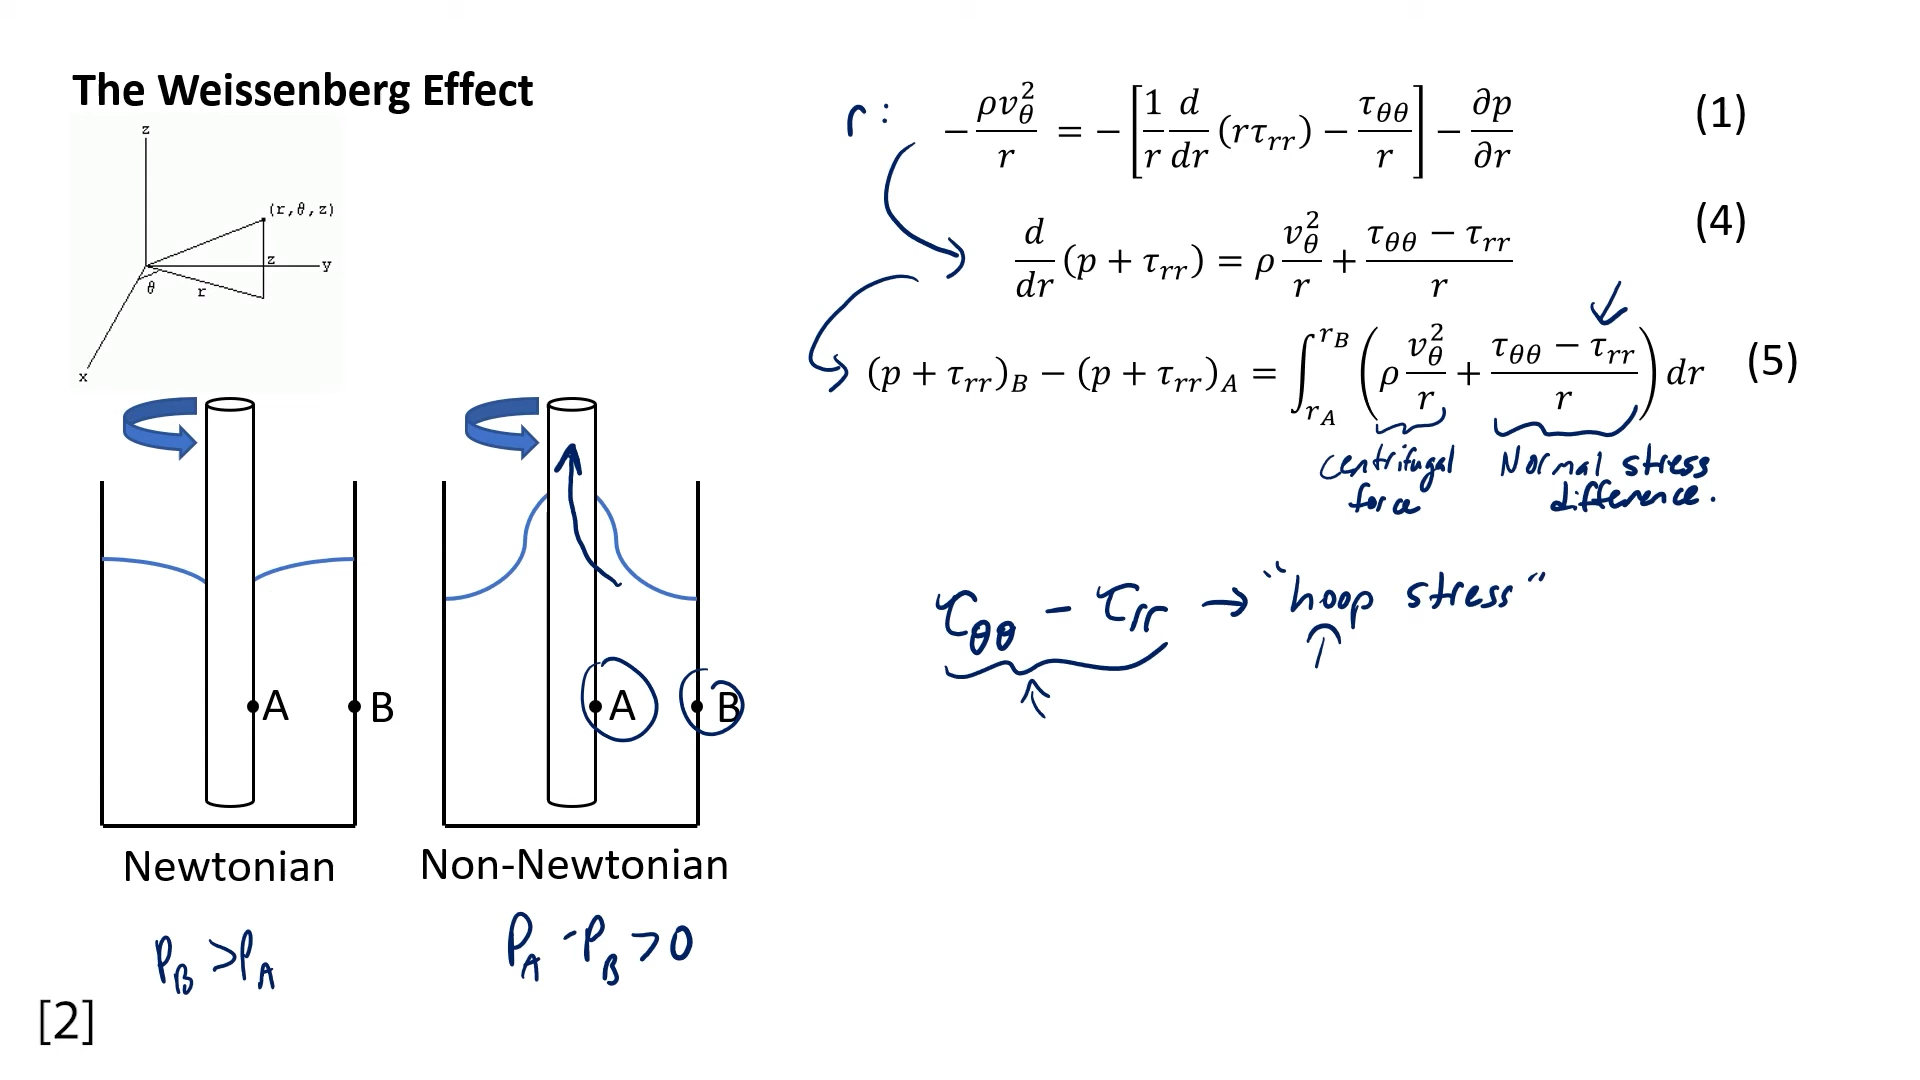 The Weissenberg Effect
z
(r,θ,z)
z
y
θ
r
x
r: −ρv_θ²/r = −[1/r d/dr (rτ_rr) − τ_θθ/r] − ∂p/∂r (1)
d/dr (p + τ_rr) = ρ v_θ²/r + (τ_θθ − τ_rr)/r (4)
(p + τ_rr)_B − (p + τ_rr)_A = ∫_{r_A}^{r_B} (ρ v_θ²/r + (τ_θθ − τ_rr)/r) dr (5)
centrifugal
force
Normal stress
difference.
τ_θθ − τ_rr → "hoop stress"
A
B
A
B
Newtonian
Non-Newtonian
P_B > P_A
P_A - P_B > 0
[2]